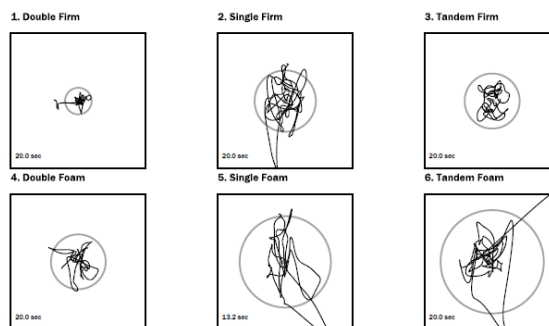 1. Double Firm
2. Single Firm
3. Tandem Firm
20.0 sec
20.0 sec
20.0 sec
4. Double Foam
5. Single Foam
6. Tandem Foam
20.0 sec
13.2 sec
20.0 sec